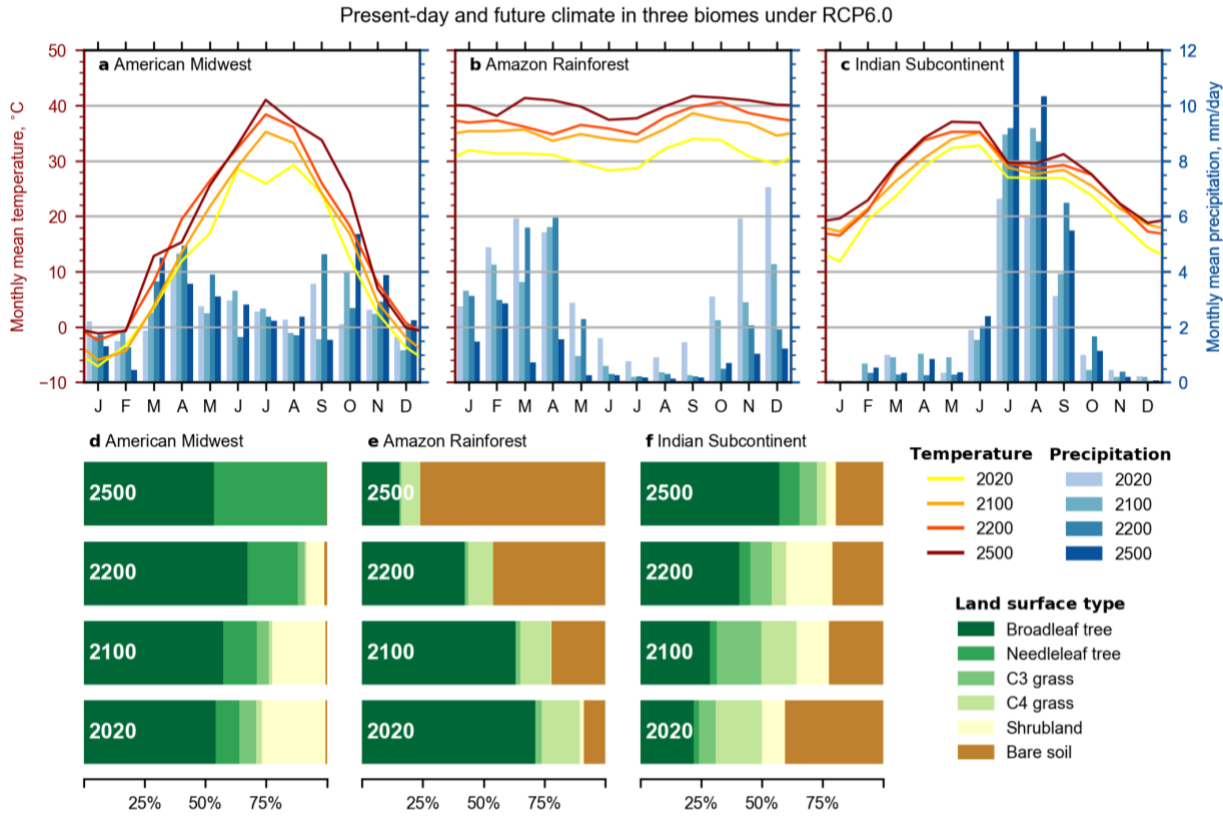 Present-day and future climate in three biomes under RCP6.0
a American Midwest
b Amazon Rainforest
c Indian Subcontinent
Monthly mean temperature, °C
50
40
30
20
10
0
−10
12
10
8
6
4
2
0
Monthly mean precipitation, mm/day
J F M A M J J A S O N D
J F M A M J J A S O N D
J F M A M J J A S O N D
d American Midwest
2500
2200
2100
2020
25% 50% 75%
e Amazon Rainforest
2500
2200
2100
2020
25% 50% 75%
f Indian Subcontinent
2500
2200
2100
2020
25% 50% 75%
Temperature
2020
2100
2200
2500
Precipitation
2020
2100
2200
2500
Land surface type
Broadleaf tree
Needleleaf tree
C3 grass
C4 grass
Shrubland
Bare soil